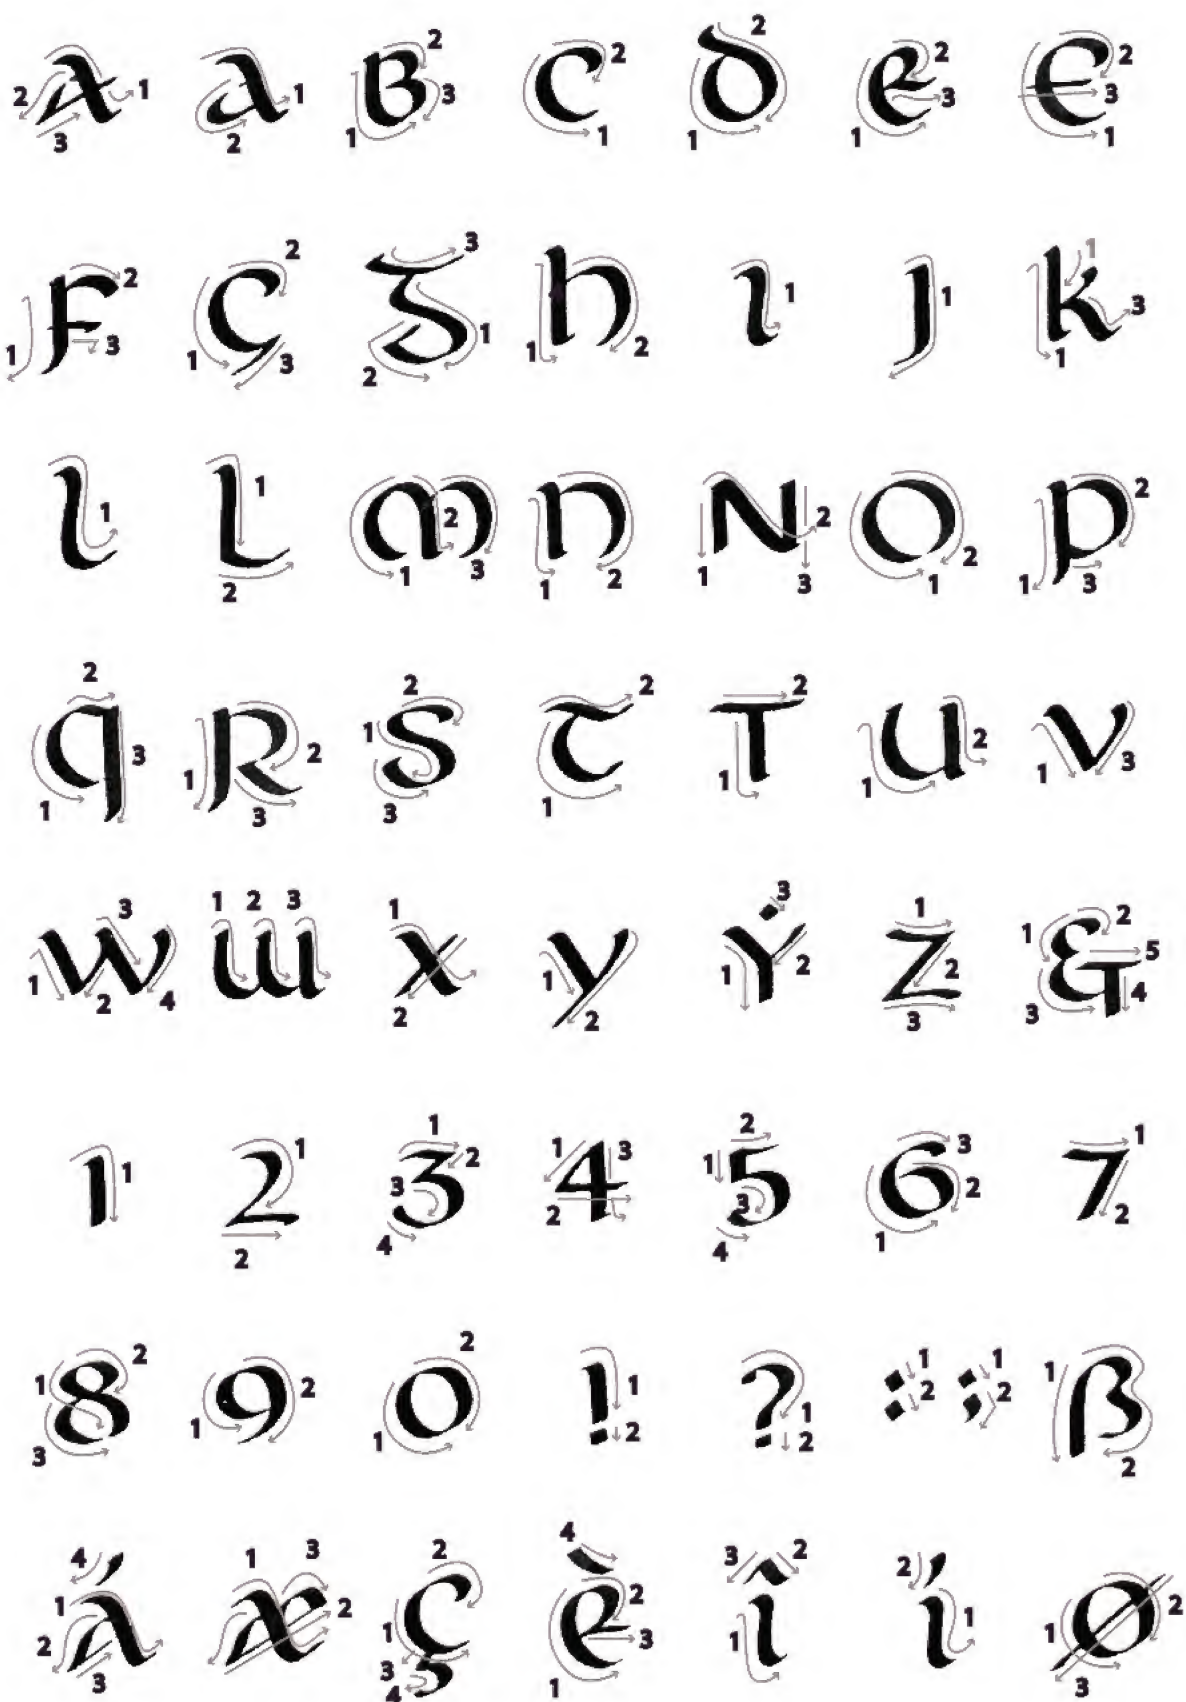 A a B C D e E
F G G h ı J k
l L m n N O p
q R S T T u v
w w x y Ẏ z &
1 2 3 4 5 6 7
8 9 0 ! ? : ; ß
Á Æ Ç è î í Ø